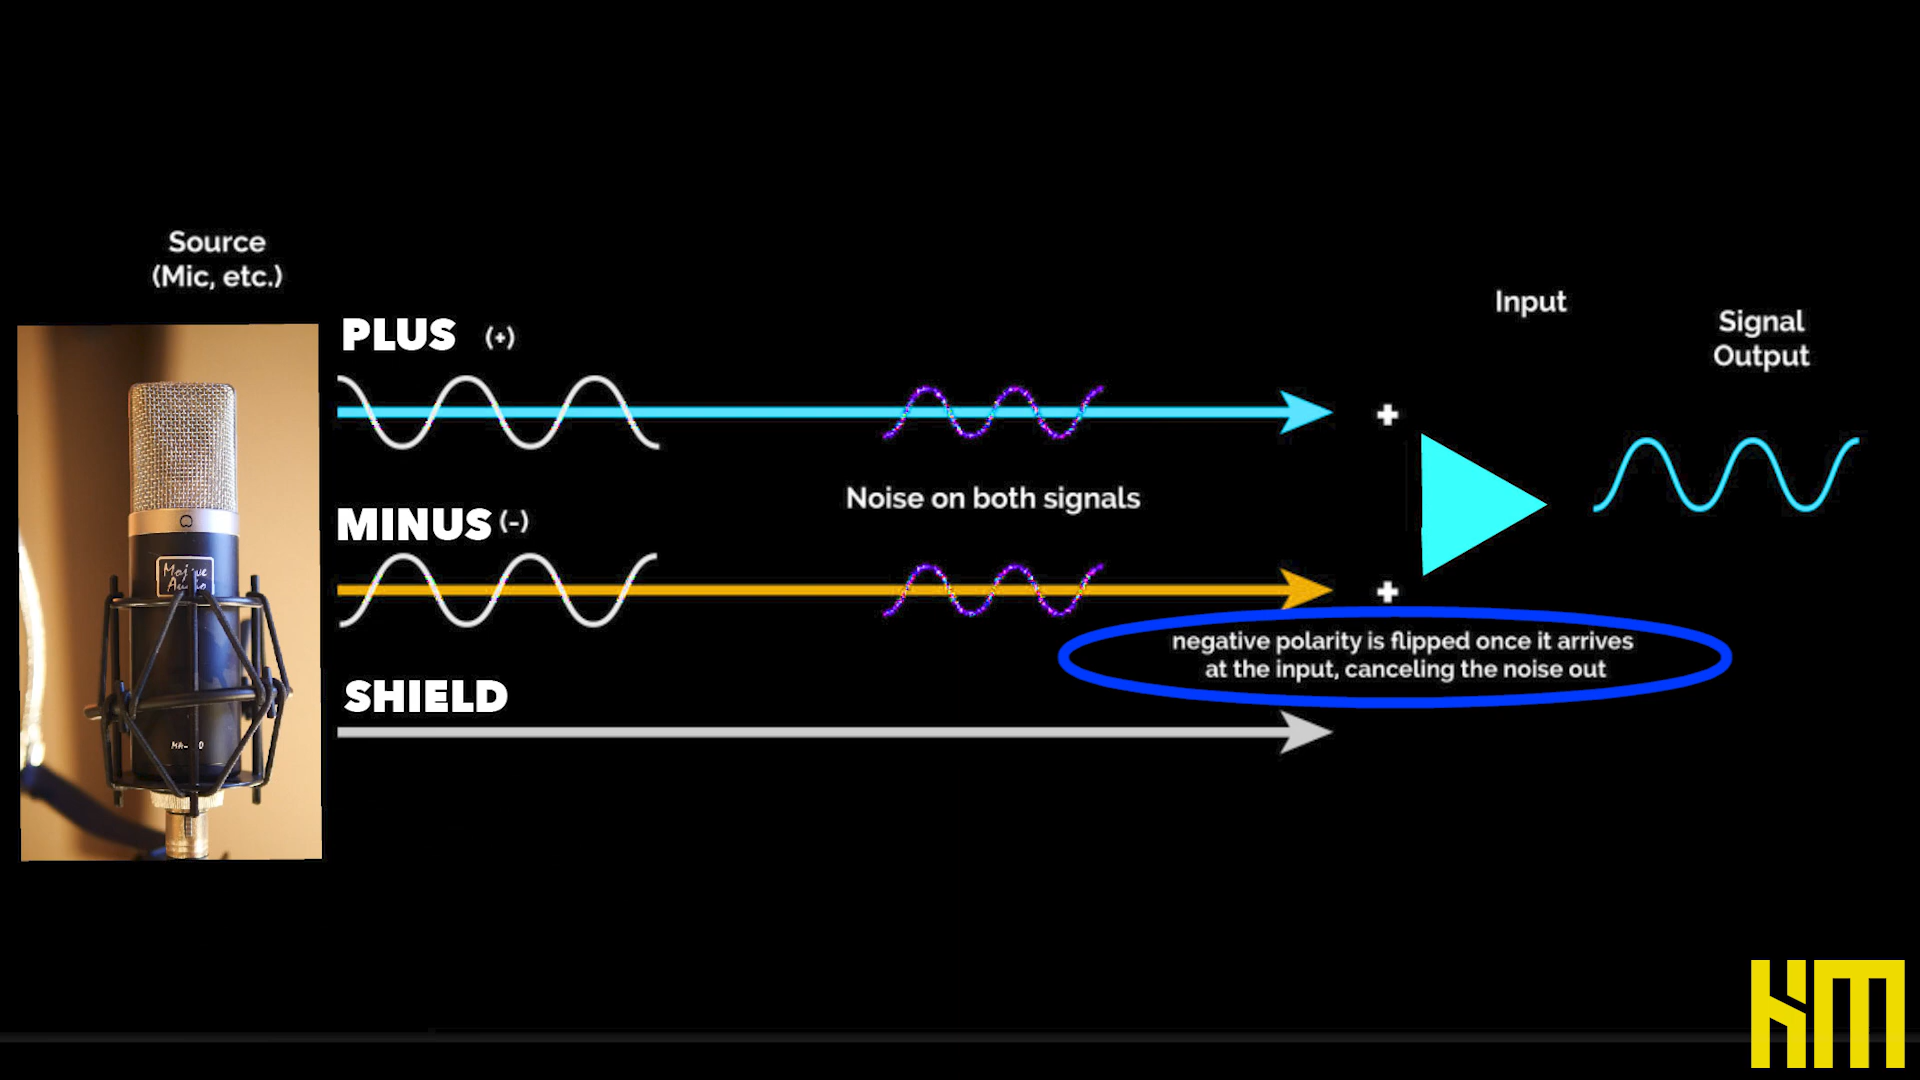 Source
(Mic, etc.)
PLUS (+)
Input
Signal
Output
+
Noise on both signals
MINUS (-)
+
negative polarity is flipped once it arrives
at the input, canceling the noise out
SHIELD
HM